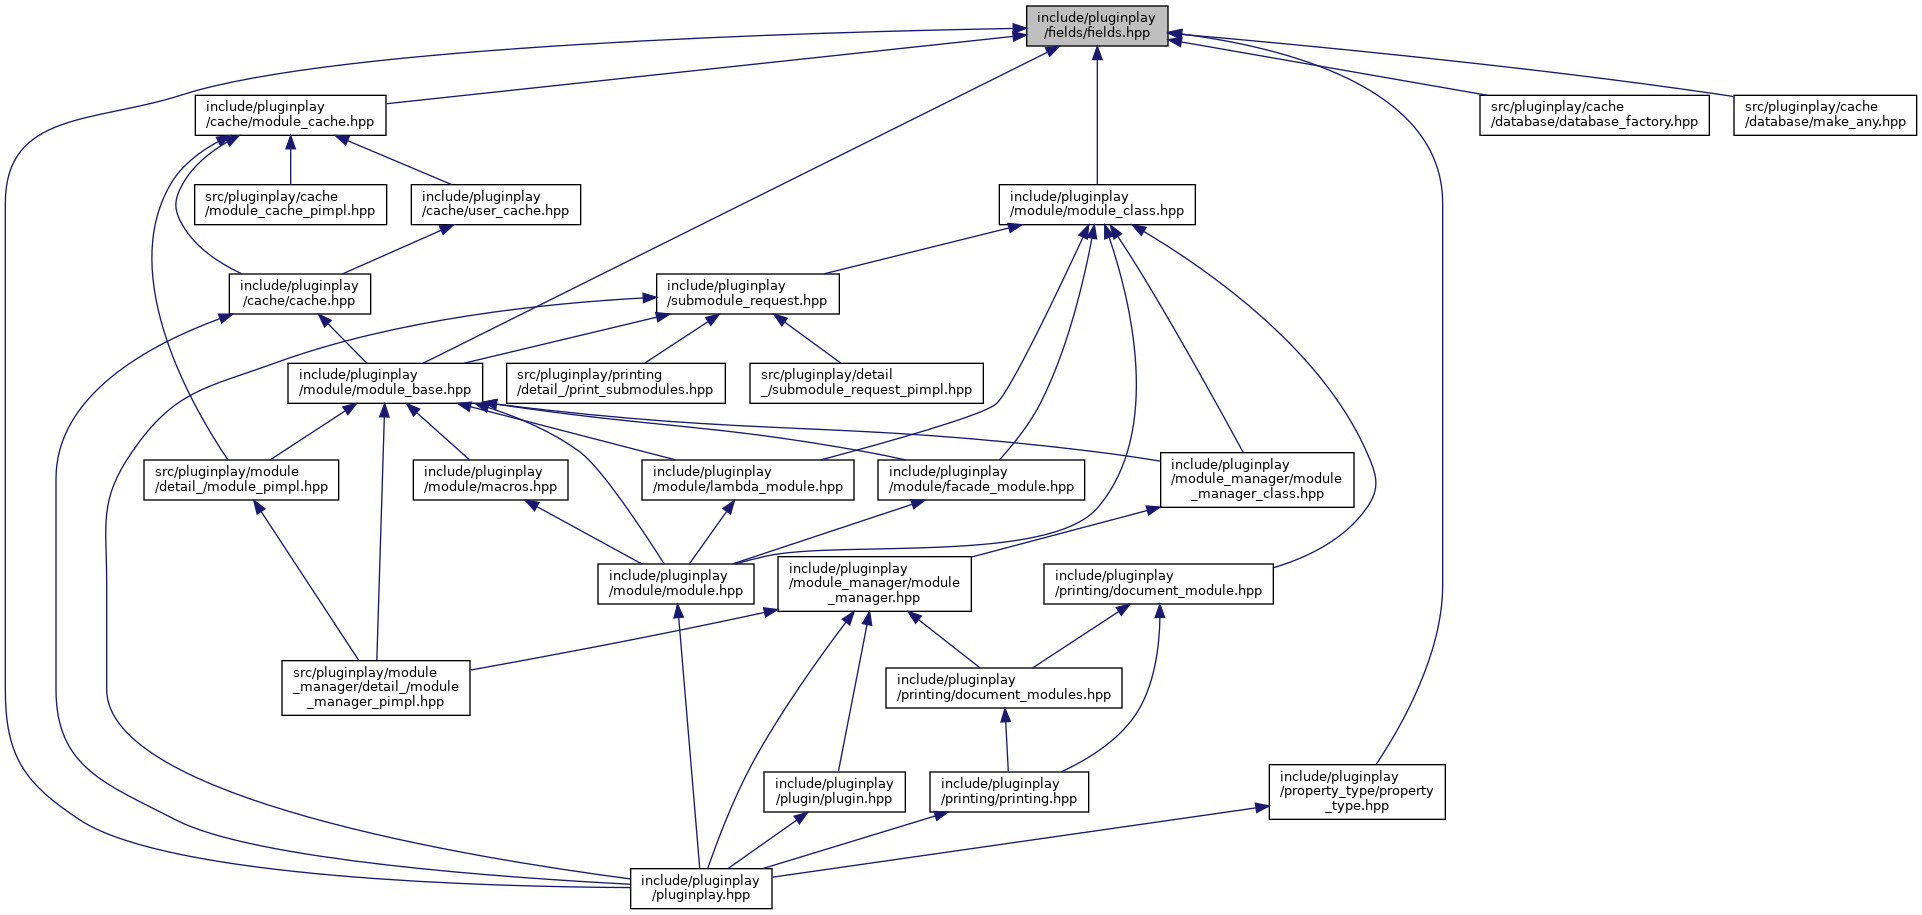 include/pluginplay
/fields/fields.hpp
include/pluginplay
/cache/module_cache.hpp
src/pluginplay/cache
/database/database_factory.hpp
src/pluginplay/cache
/database/make_any.hpp
src/pluginplay/cache
/module_cache_pimpl.hpp
include/pluginplay
/cache/user_cache.hpp
include/pluginplay
/module/module_class.hpp
include/pluginplay
/cache/cache.hpp
include/pluginplay
/submodule_request.hpp
include/pluginplay
/module/module_base.hpp
src/pluginplay/printing
/detail_/print_submodules.hpp
src/pluginplay/detail
_/submodule_request_pimpl.hpp
src/pluginplay/module
/detail_/module_pimpl.hpp
include/pluginplay
/module/macros.hpp
include/pluginplay
/module/lambda_module.hpp
include/pluginplay
/module/facade_module.hpp
include/pluginplay
/module_manager/module
_manager_class.hpp
include/pluginplay
/module/module.hpp
include/pluginplay
/module_manager/module
_manager.hpp
include/pluginplay
/printing/document_module.hpp
src/pluginplay/module
_manager/detail_/module
_manager_pimpl.hpp
include/pluginplay
/printing/document_modules.hpp
include/pluginplay
/plugin/plugin.hpp
include/pluginplay
/printing/printing.hpp
include/pluginplay
/property_type/property
_type.hpp
include/pluginplay
/pluginplay.hpp